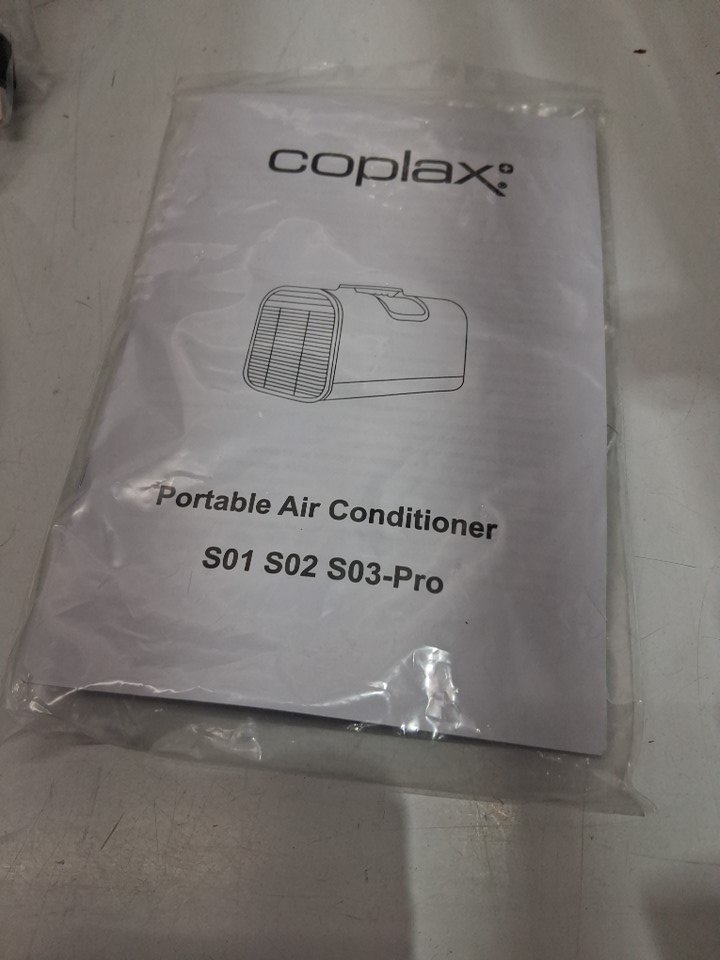 coplax
Portable Air Conditioner
S01 S02 S03-Pro